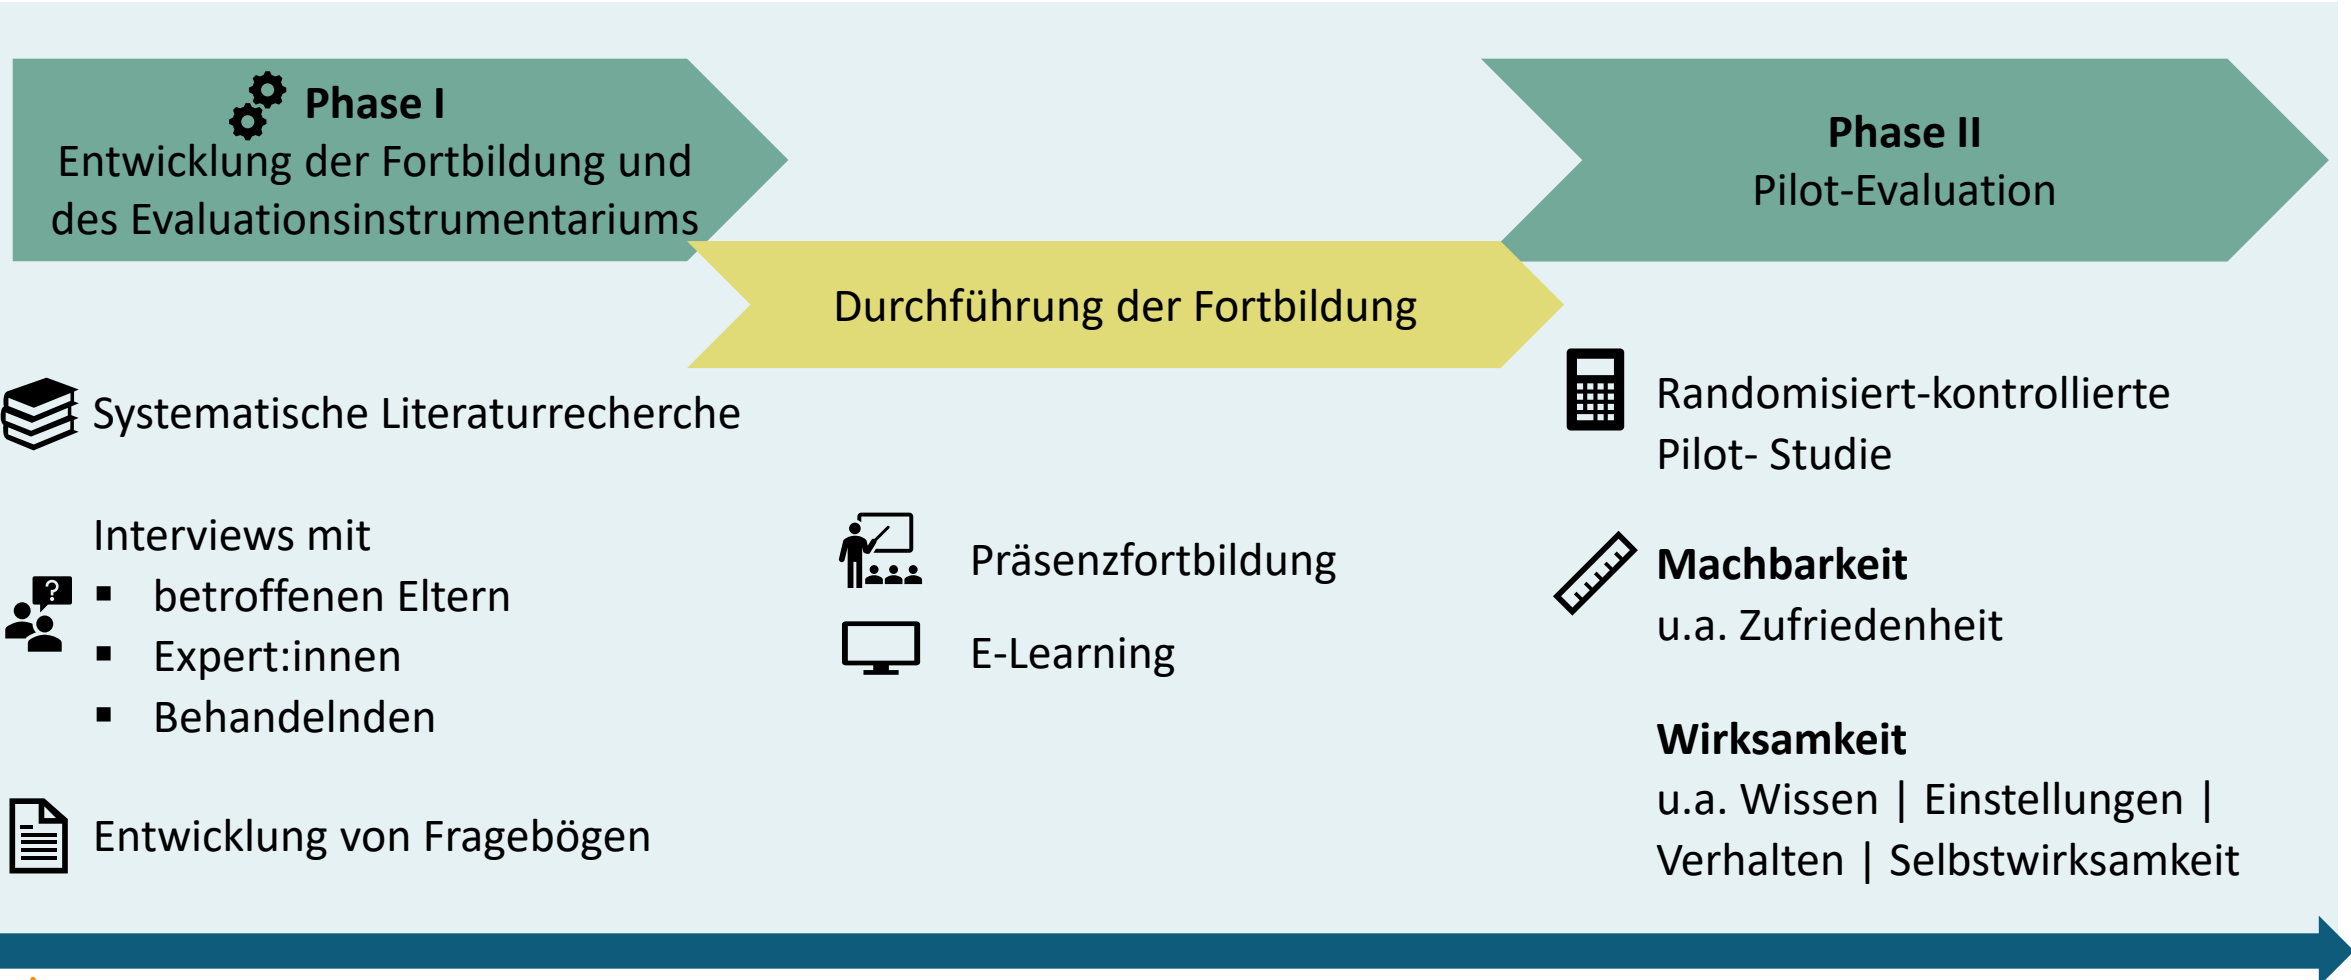 Phase I
Entwicklung der Fortbildung und
des Evaluationsinstrumentariums
Durchführung der Fortbildung
Phase II
Pilot-Evaluation
Systematische Literaturrecherche
Interviews mit
▪ betroffenen Eltern
▪ Expert:innen
▪ Behandelnden
Entwicklung von Fragebögen
Präsenzfortbildung
E-Learning
Randomisiert-kontrollierte
Pilot- Studie
Machbarkeit
u.a. Zufriedenheit
Wirksamkeit
u.a. Wissen | Einstellungen |
Verhalten | Selbstwirksamkeit
?